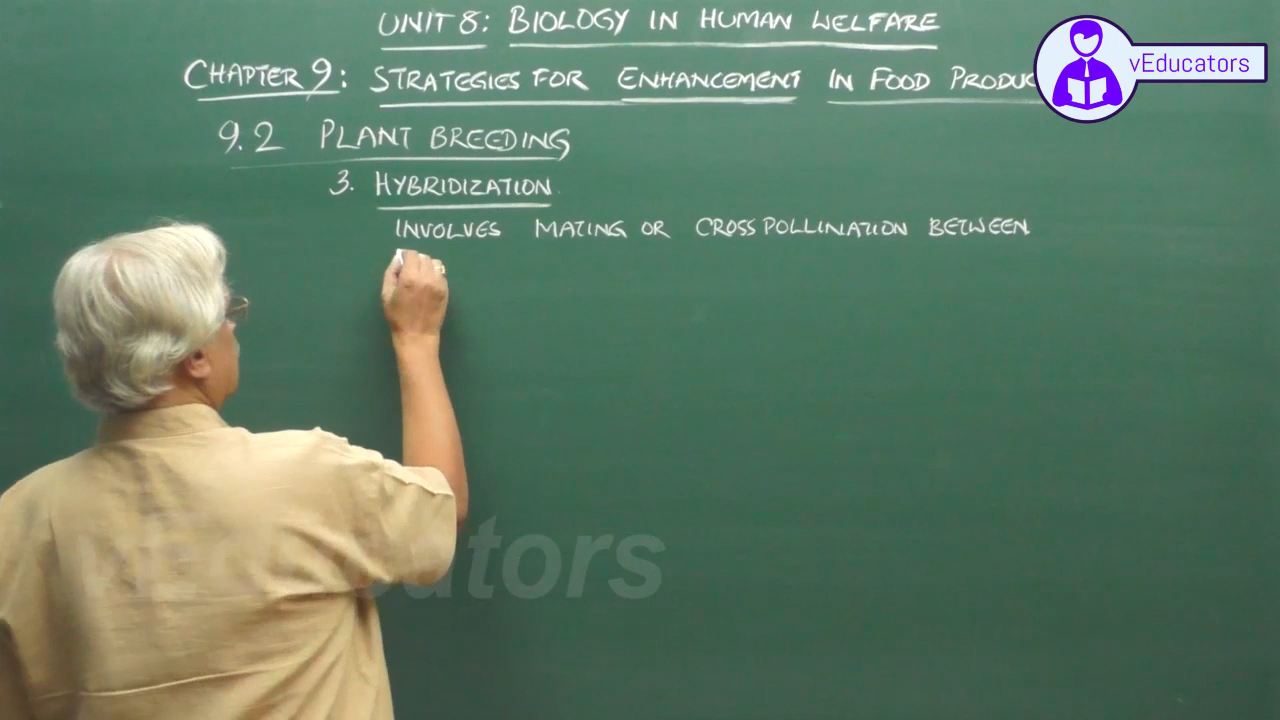 UNIT 8: BIOLOGY IN HUMAN WELFARE
CHAPTER 9: STRATEGIES FOR ENHANCEMENT IN FOOD PRODUC
vEducators
9.2 PLANT BREEDING
3. HYBRIDIZATION
INVOLVES MATING OR CROSS POLLINATION BETWEEN
vEducators